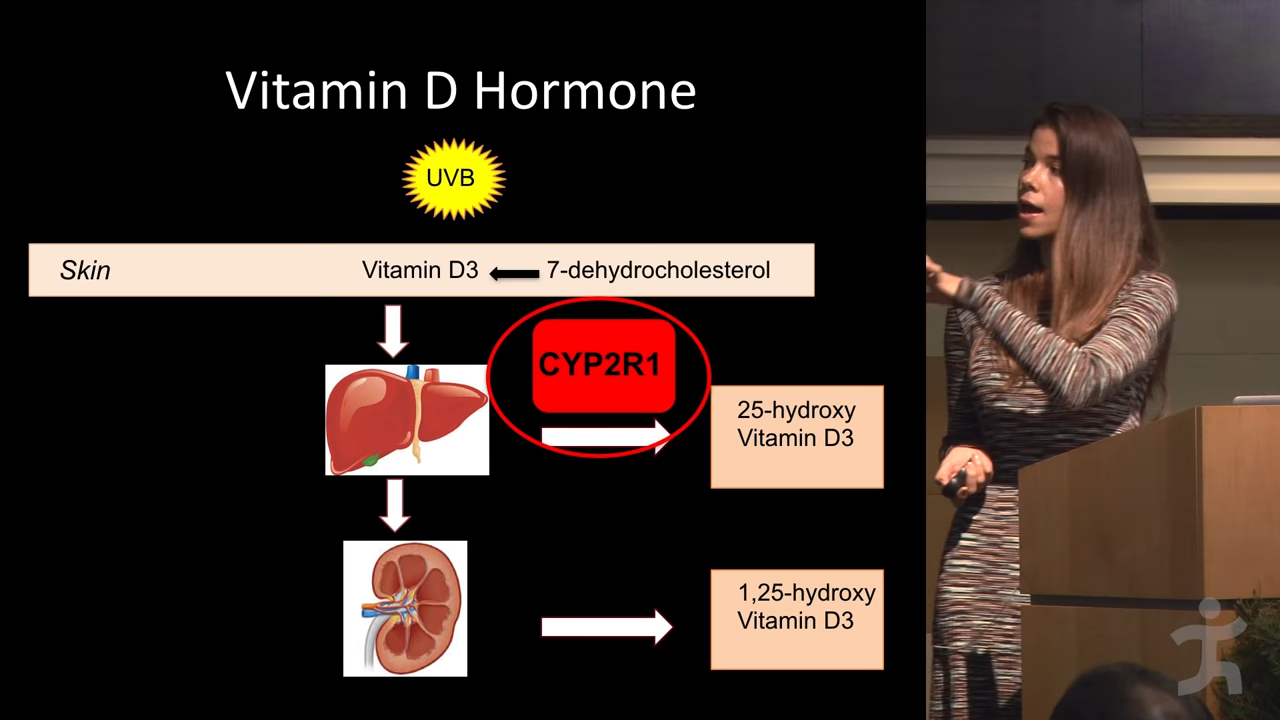 Vitamin D Hormone
UVB
Skin
Vitamin D3
7-dehydrocholesterol
CYP2R1
25-hydroxy
Vitamin D3
1,25-hydroxy
Vitamin D3